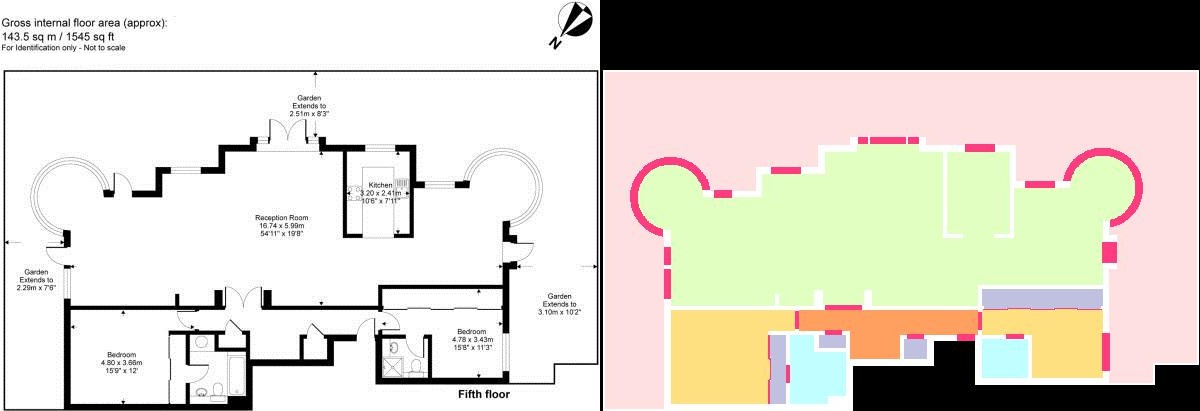 Gross internal floor area (approx):
143.5 sq m / 1545 sq ft
For Identification only - Not to scale
N
Garden
Extends to
2.51m x 8'3"
Kitchen
3.20 x 2.41m
10'6" x 7'11"
Reception Room
16.74 x 5.99m
54'11" x 19'8"
Garden
Extends to
2.29m x 7'6"
Garden
Extends to
3.10m x 10'2"
Bedroom
4.78 x 3.43m
15'8" x 11'3"
Bedroom
4.80 x 3.66m
15'9" x 12'
Fifth floor